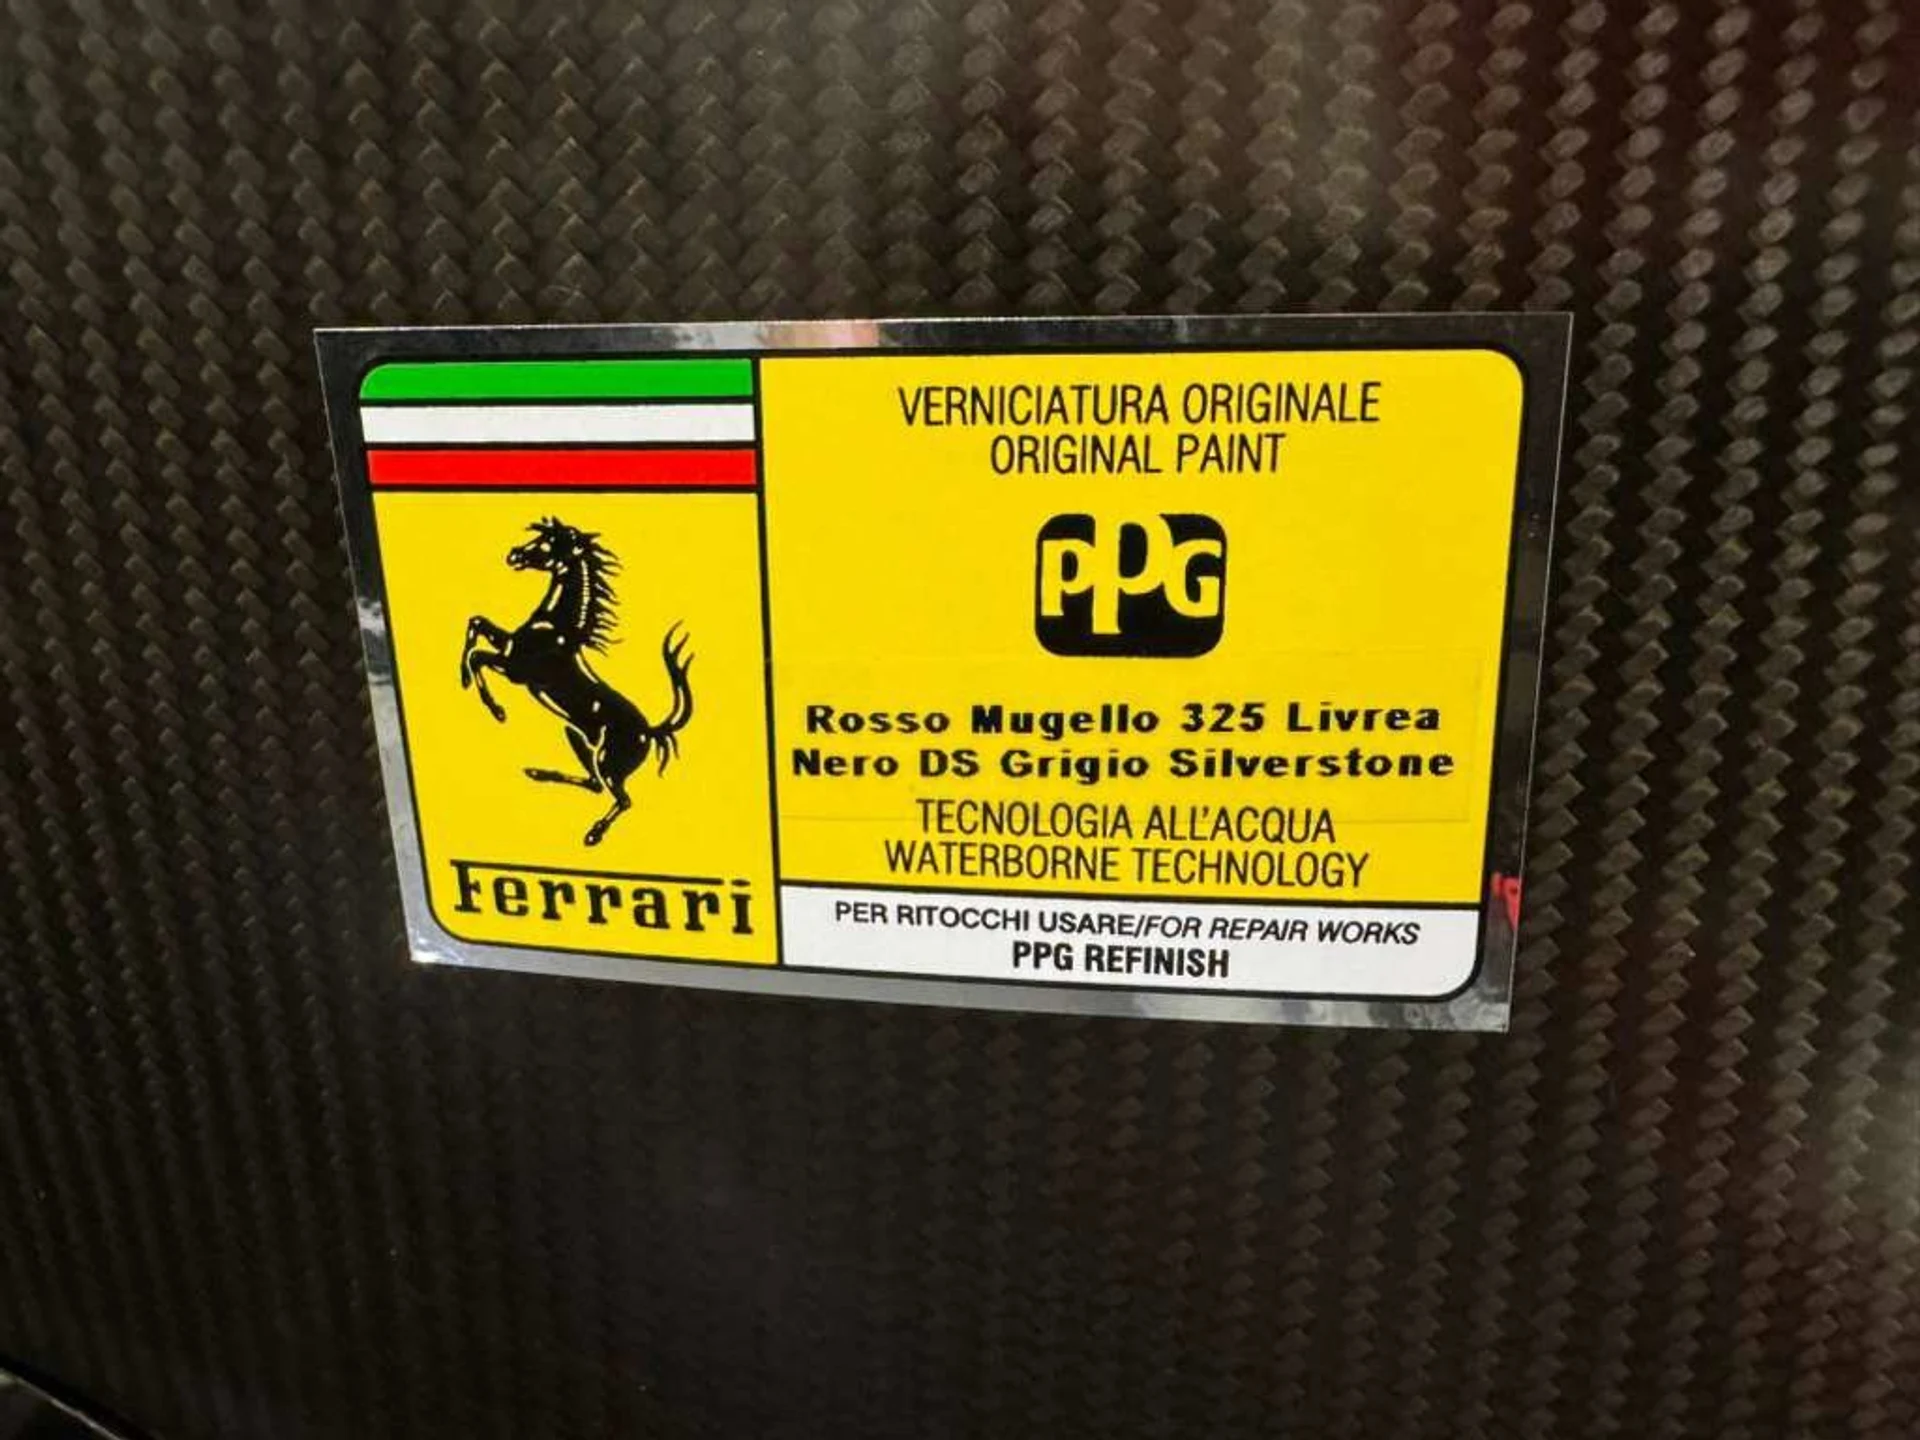 VERNICIATURA ORIGINALE
ORIGINAL PAINT
PPG
Rosso Mugello 325 Livrea
Nero DS Grigio Silverstone
TECNOLOGIA ALL'ACQUA
WATERBORNE TECHNOLOGY
Ferrari
PER RITOCCHI USARE/FOR REPAIR WORKS
PPG REFINISH